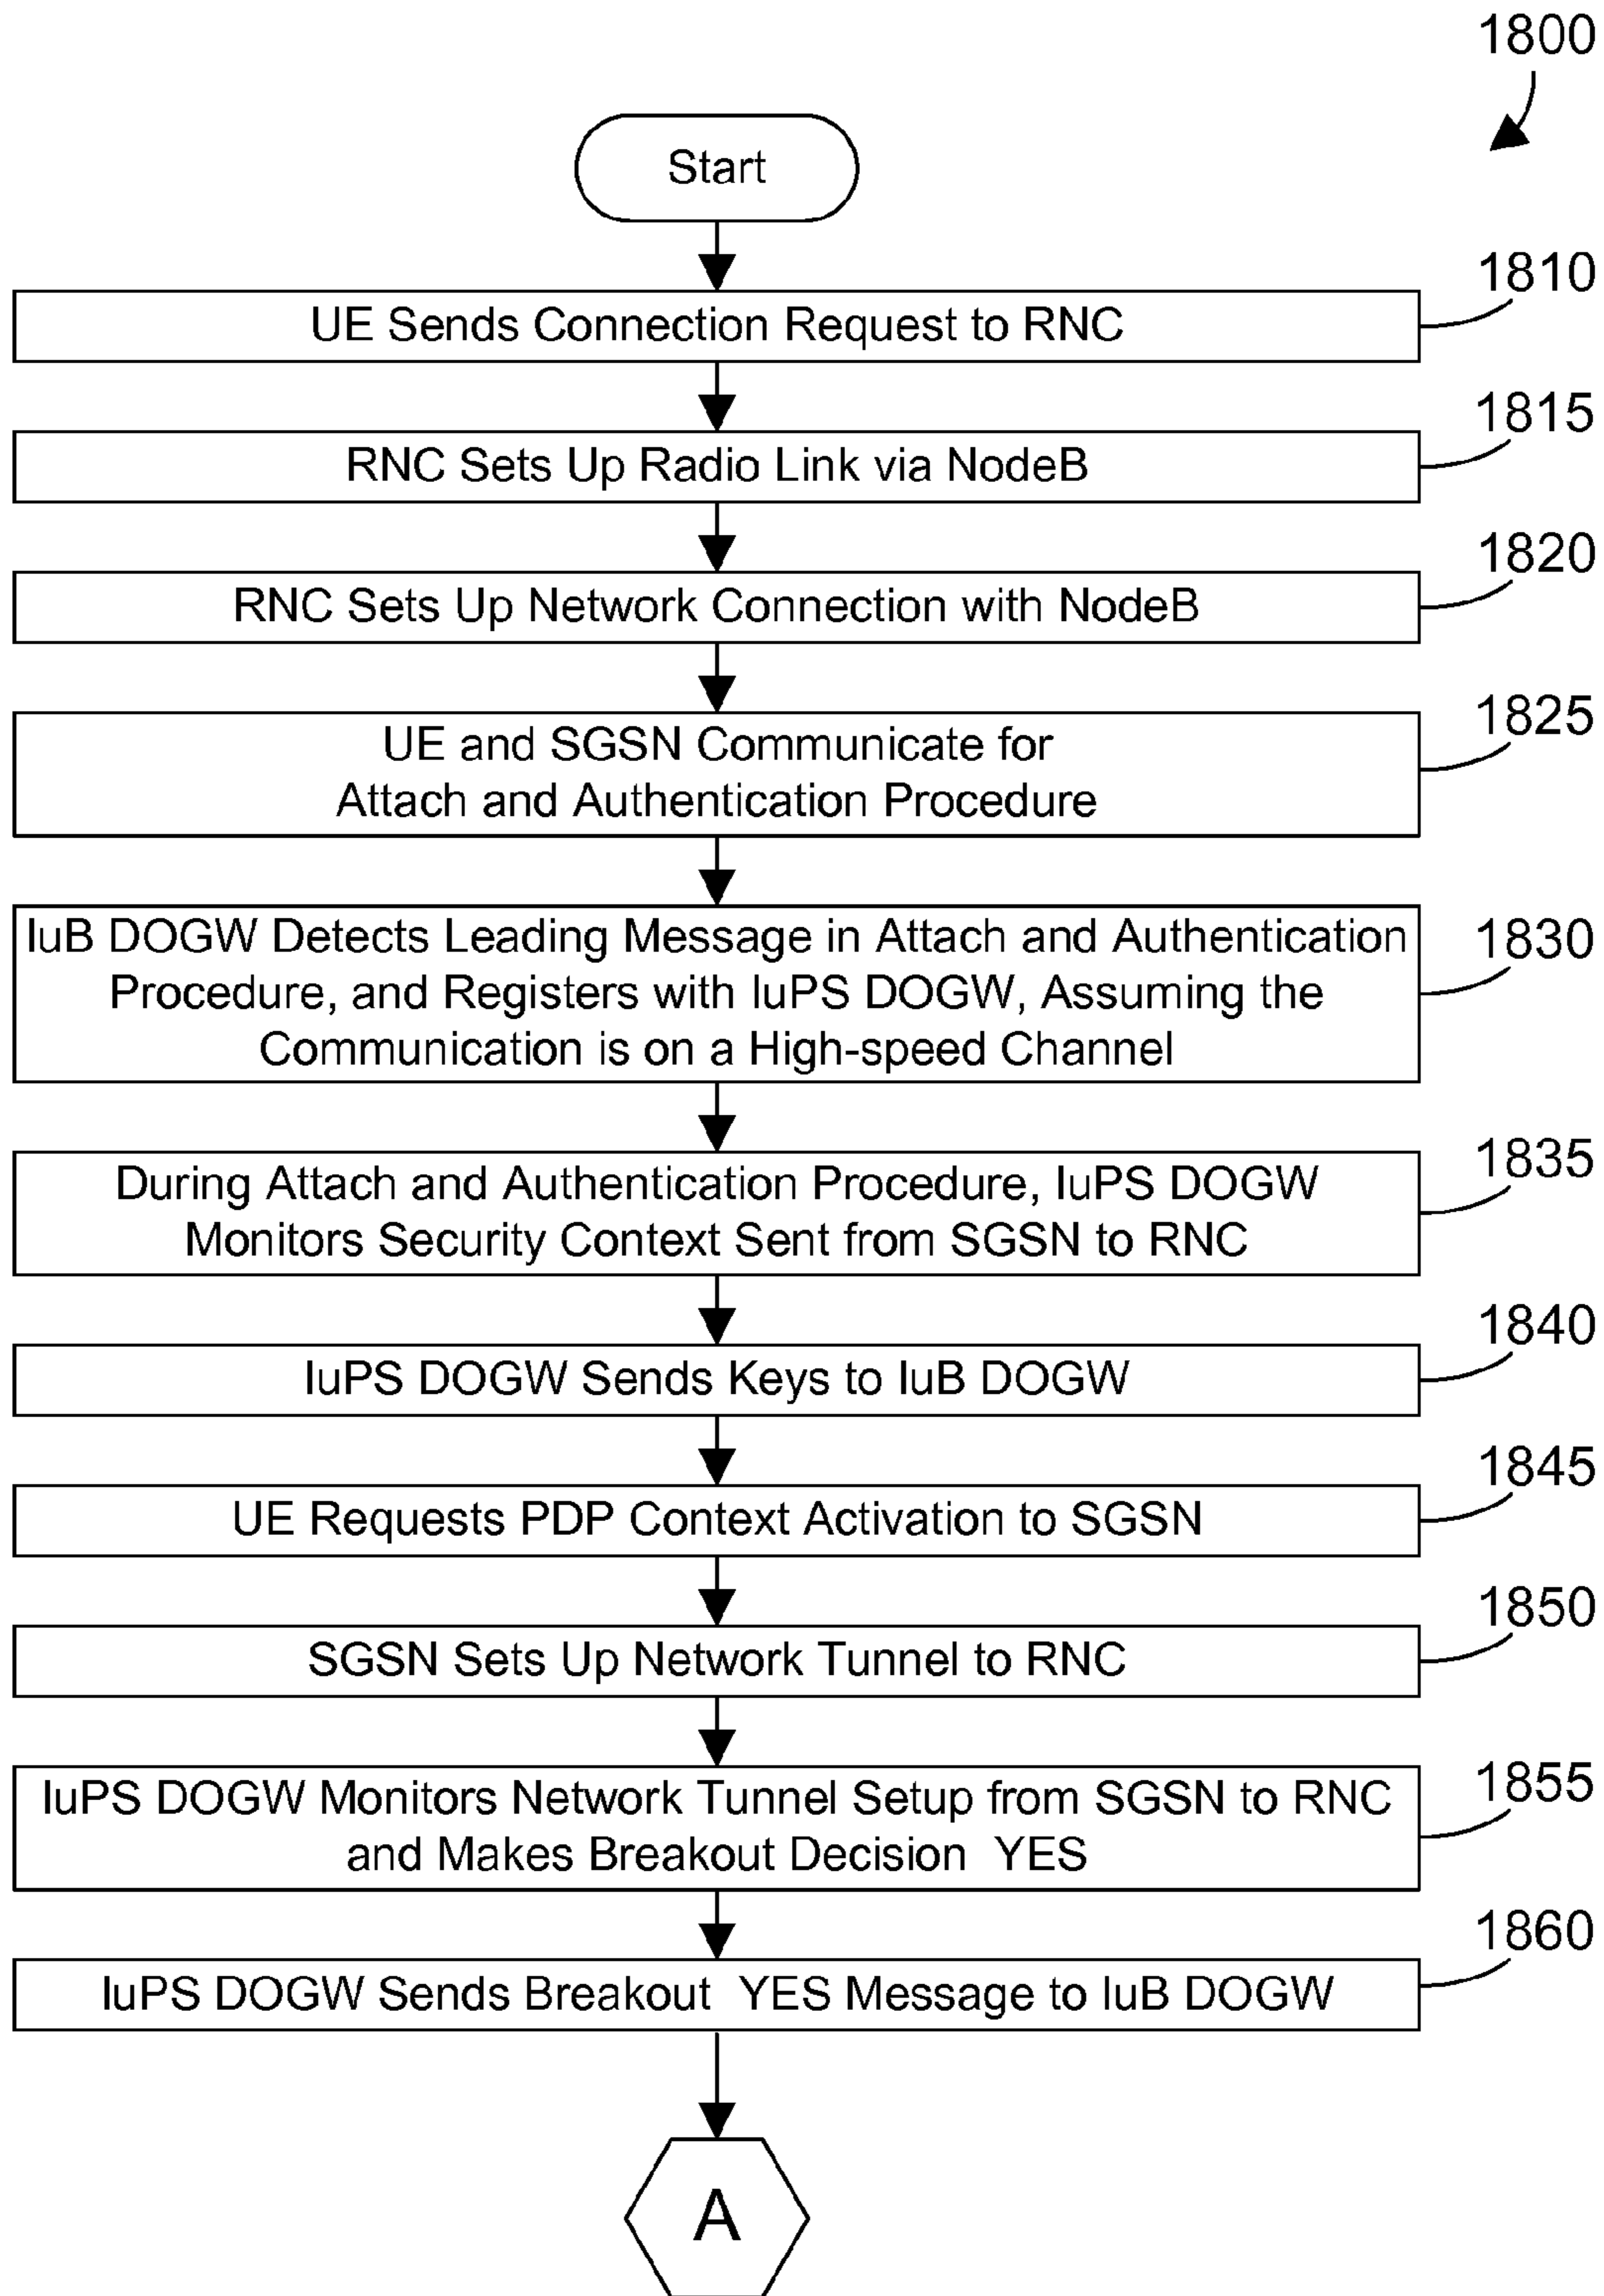 1800
Start
1810
UE Sends Connection Request to RNC
1815
RNC Sets Up Radio Link via NodeB
1820
RNC Sets Up Network Connection with NodeB
1825
UE and SGSN Communicate for
Attach and Authentication Procedure
1830
IuB DOGW Detects Leading Message in Attach and Authentication
Procedure, and Registers with IuPS DOGW, Assuming the
Communication is on a High-speed Channel
1835
During Attach and Authentication Procedure, IuPS DOGW
Monitors Security Context Sent from SGSN to RNC
1840
IuPS DOGW Sends Keys to IuB DOGW
1845
UE Requests PDP Context Activation to SGSN
1850
SGSN Sets Up Network Tunnel to RNC
1855
IuPS DOGW Monitors Network Tunnel Setup from SGSN to RNC
and Makes Breakout Decision YES
1860
IuPS DOGW Sends Breakout YES Message to IuB DOGW
A